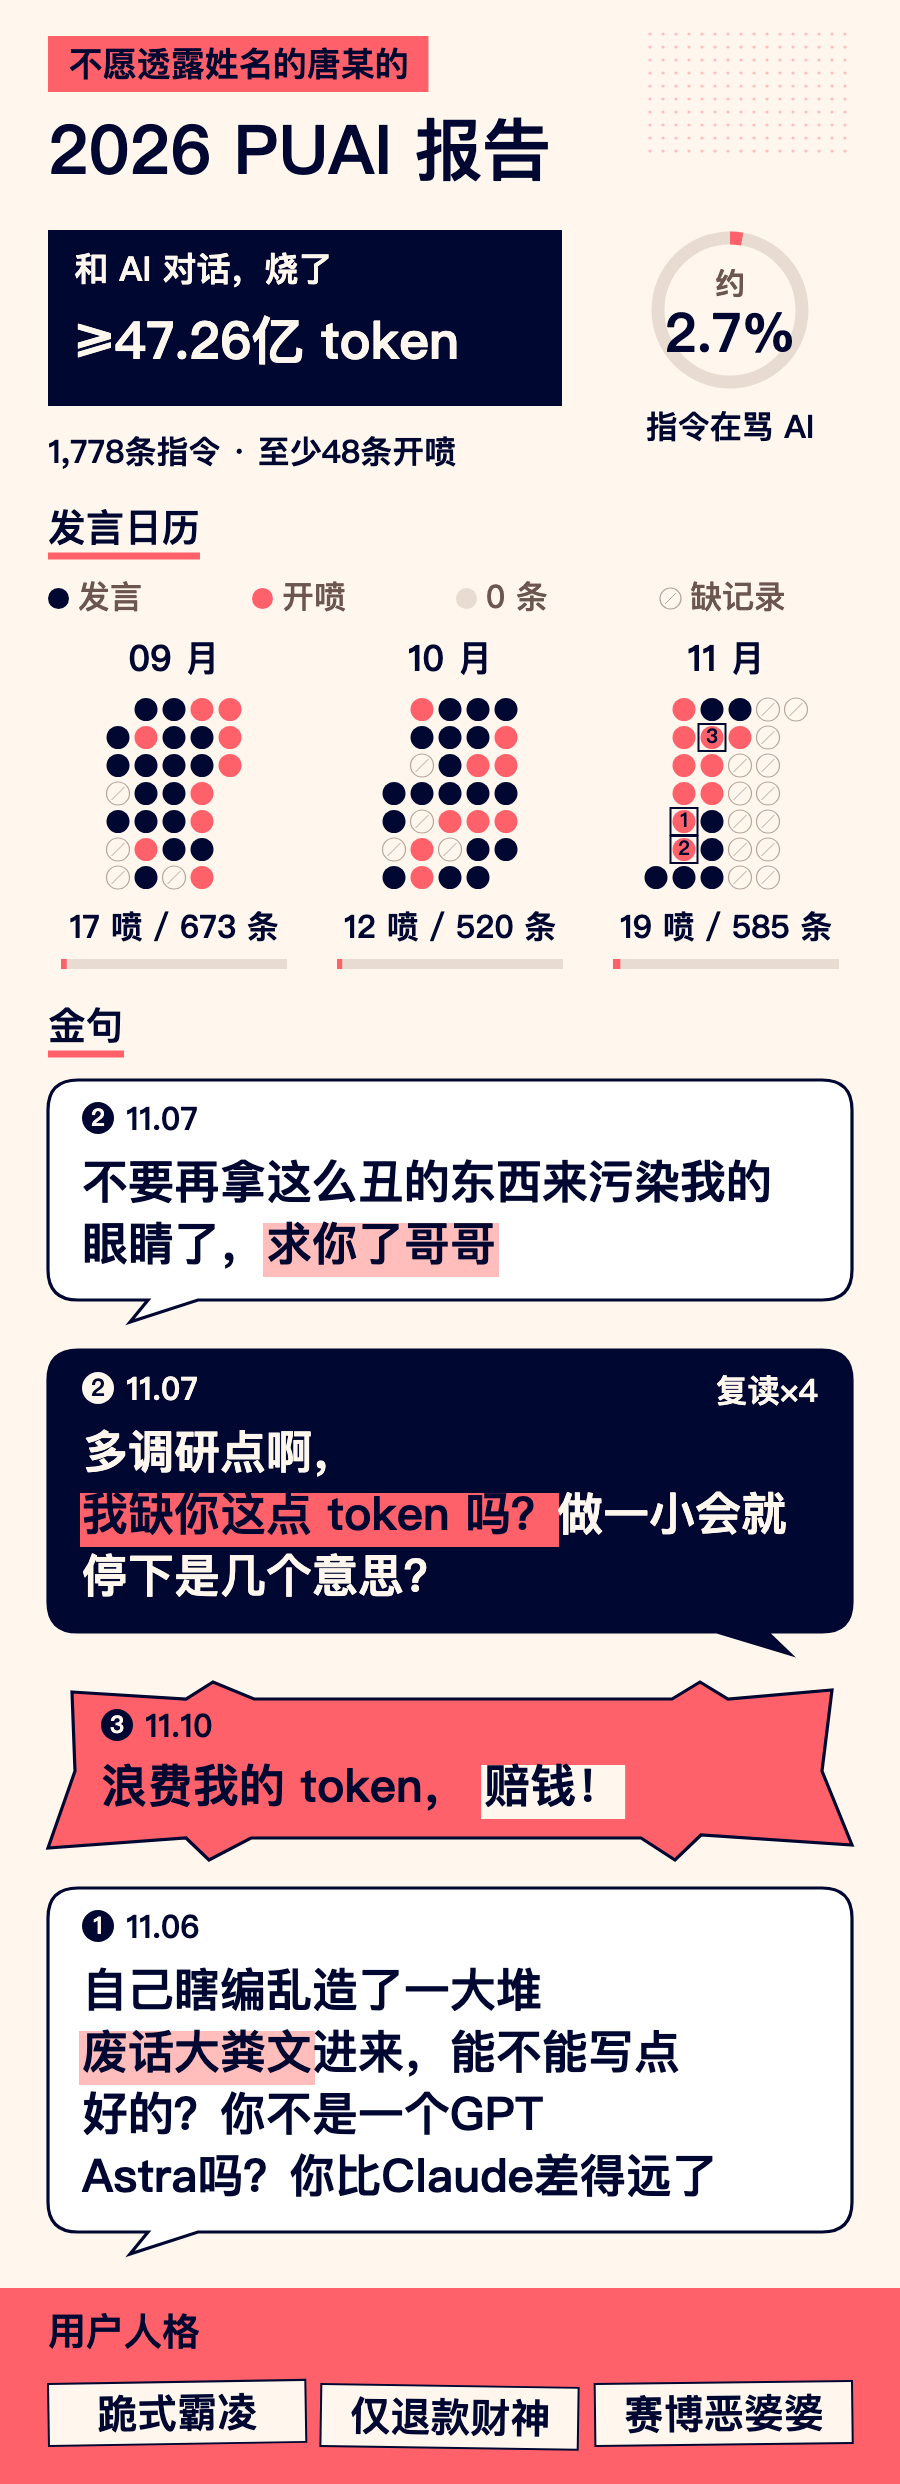 不愿透露姓名的唐某的
2026 PUAI 报告
和 AI 对话，烧了
≥47.26亿 token
约
2.7%
指令在骂 AI
1,778条指令 · 至少48条开喷
发言日历
发言
开喷
0 条
缺记录
09 月
10 月
11 月
3
1
2
17 喷 / 673 条
12 喷 / 520 条
19 喷 / 585 条
金句
2 11.07
不要再拿这么丑的东西来污染我的
眼睛了，求你了哥哥
2 11.07
复读×4
多调研点啊，
我缺你这点 token 吗？做一小会就
停下是几个意思？
3 11.10
浪费我的 token，赔钱！
1 11.06
自己瞎编乱造了一大堆
废话大粪文进来，能不能写点
好的？你不是一个GPT
Astra吗？你比Claude差得远了
用户人格
跪式霸凌
仅退款财神
赛博恶婆婆